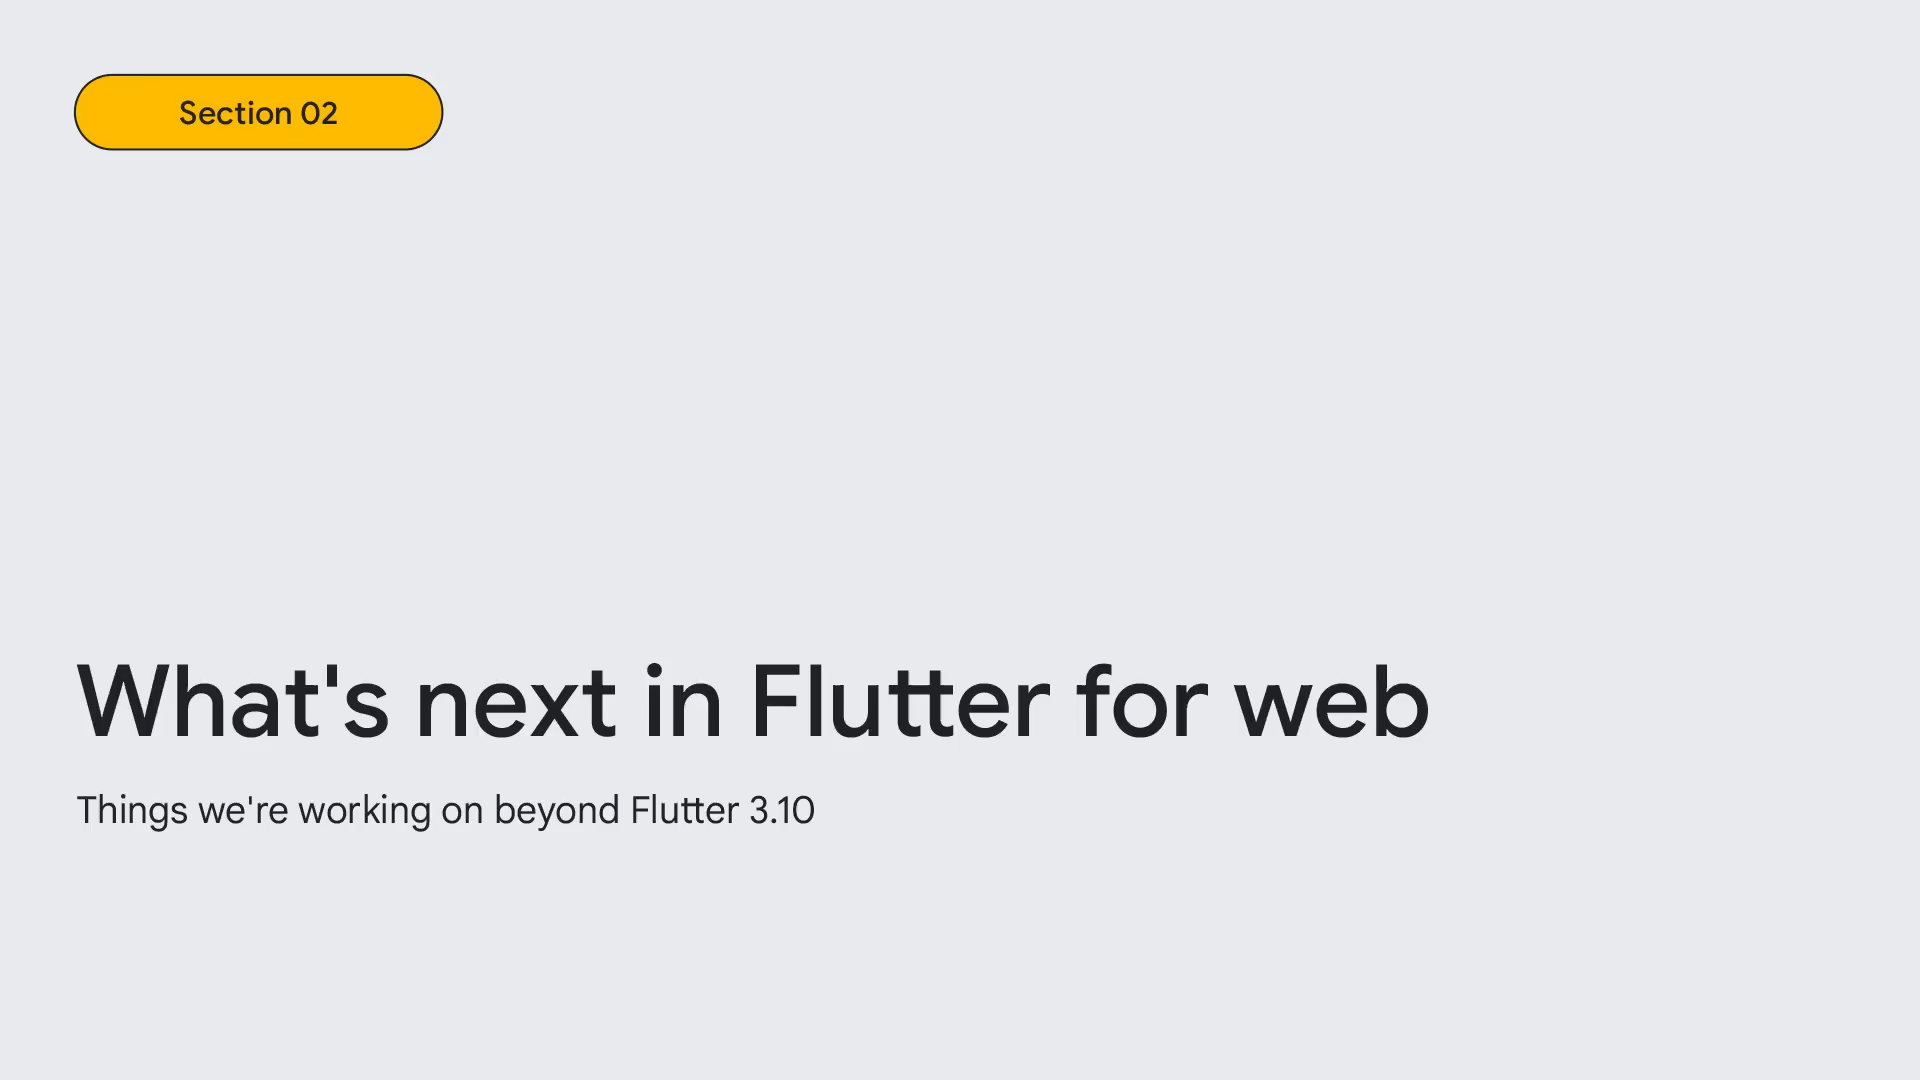 Section 02
What's next in Flutter for web
Things we're working on beyond Flutter 3.10